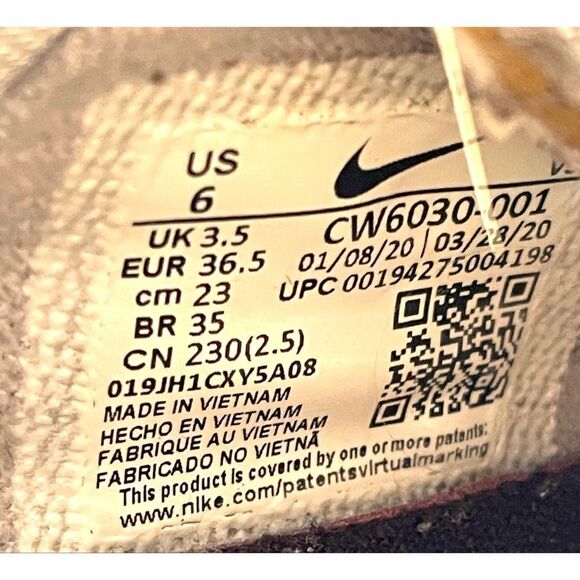 US
6
UK 3.5
EUR 36.5
cm 23
BR 35
CN 230(2.5)
CW6030-001
01/08/20 | 03/28/20
UPC 00194275004198
019JH1CXY5A08
MADE IN VIETNAM
HECHO EN VIETNAM
FABRIQUE AU VIETNAM
FABRICADO NO VIETNÃ
This product is covered by one or more patents:
www.nike.com/patentsvirtualmarking